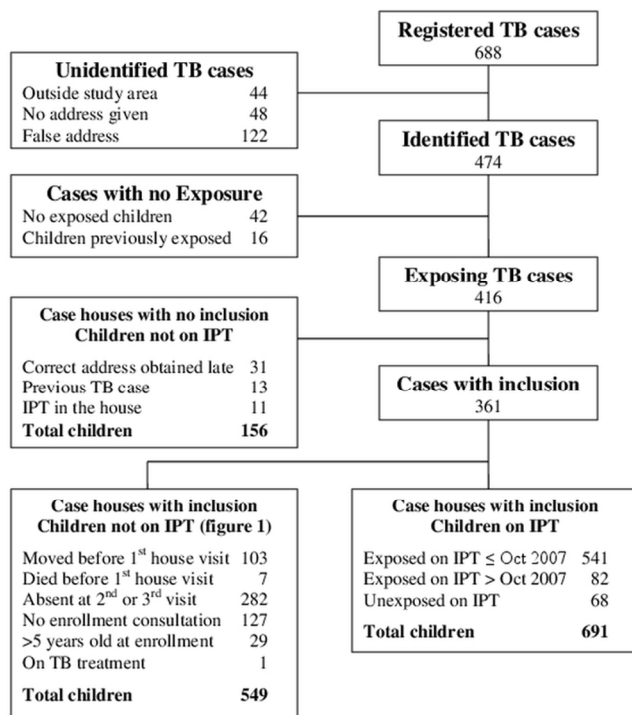 Registered TB cases
688
Unidentified TB cases
Outside study area 44
No address given 48
False address 122
Identified TB cases
474
Cases with no Exposure
No exposed children 42
Children previously exposed 16
Exposing TB cases
416
Case houses with no inclusion
Children not on IPT
Correct address obtained late 31
Previous TB case 13
IPT in the house 11
Total children 156
Cases with inclusion
361
Case houses with inclusion
Children not on IPT (figure 1)
Moved before 1st house visit 103
Died before 1st house visit 7
Absent at 2nd or 3rd visit 282
No enrollment consultation 127
>5 years old at enrollment 29
On TB treatment 1
Total children 549
Case houses with inclusion
Children on IPT
Exposed on IPT ≤ Oct 2007 541
Exposed on IPT > Oct 2007 82
Unexposed on IPT 68
Total children 691